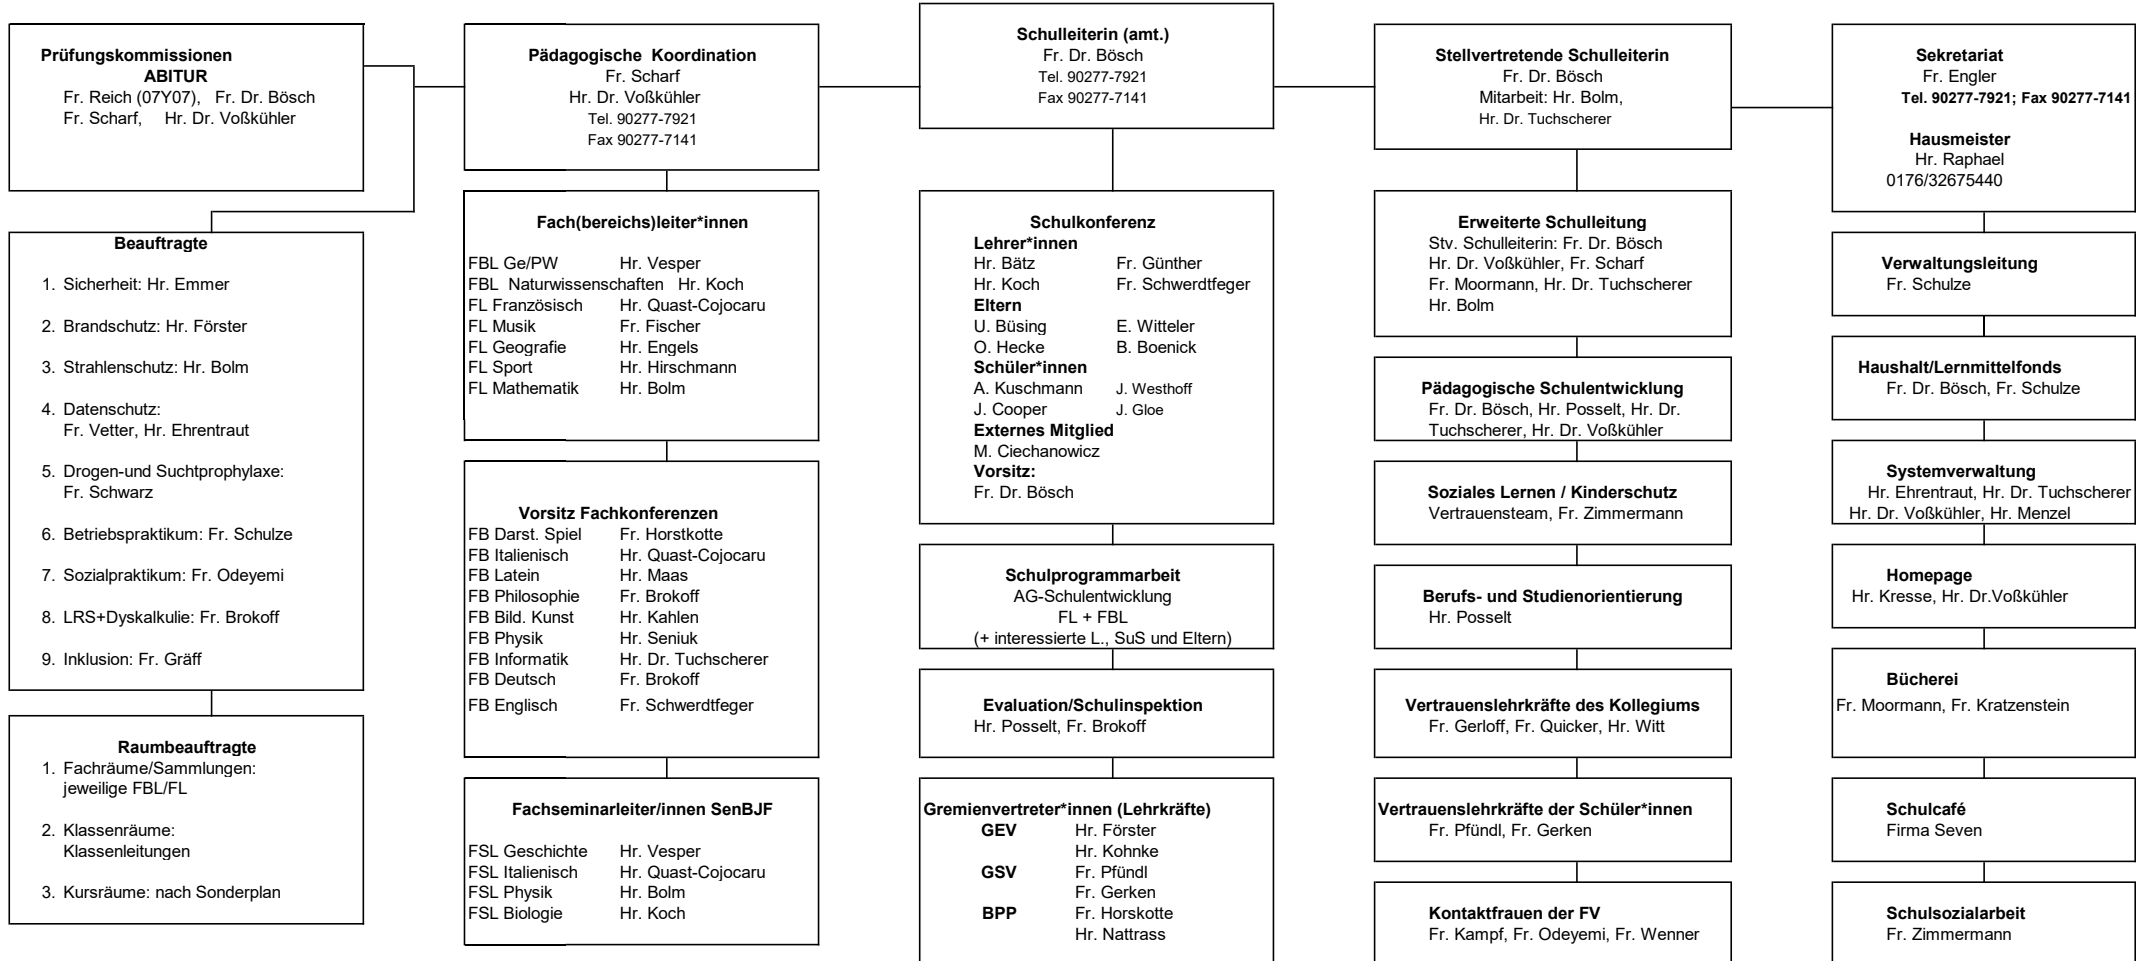 Prüfungskommissionen
ABITUR
Fr. Reich (07Y07), Fr. Dr. Bösch
Fr. Scharf, Hr. Dr. Voßkühler
Beauftragte
1. Sicherheit: Hr. Emmer
2. Brandschutz: Hr. Förster
3. Strahlenschutz: Hr. Bolm
4. Datenschutz:
Fr. Vetter, Hr. Ehrentraut
5. Drogen-und Suchtprophylaxe:
Fr. Schwarz
6. Betriebspraktikum: Fr. Schulze
7. Sozialpraktikum: Fr. Odeyemi
8. LRS+Dyskalkulie: Fr. Brokoff
9. Inklusion: Fr. Gräff
Raumbeauftragte
1. Fachräume/Sammlungen:
jeweilige FBL/FL
2. Klassenräume:
Klassenleitungen
3. Kursräume: nach Sonderplan
Pädagogische Koordination
Fr. Scharf
Hr. Dr. Voßkühler
Tel. 90277-7921
Fax 90277-7141
Fach(bereichs)leiter*innen
FBL Ge/PW Hr. Vesper
FBL Naturwissenschaften Hr. Koch
FL Französisch Hr. Quast-Cojocaru
FL Musik Fr. Fischer
FL Geografie Hr. Engels
FL Sport Hr. Hirschmann
FL Mathematik Hr. Bolm
Vorsitz Fachkonferenzen
FB Darst. Spiel Fr. Horstkotte
FB Italienisch Hr. Quast-Cojocaru
FB Latein Hr. Maas
FB Philosophie Fr. Brokoff
FB Bild. Kunst Hr. Kahlen
FB Physik Hr. Seniuk
FB Informatik Hr. Dr. Tuchscherer
FB Deutsch Fr. Brokoff
FB Englisch Fr. Schwerdtfeger
Fachseminarleiter/innen SenBJF
FSL Geschichte Hr. Vesper
FSL Italienisch Hr. Quast-Cojocaru
FSL Physik Hr. Bolm
FSL Biologie Hr. Koch
Schulleiterin (amt.)
Fr. Dr. Bösch
Tel. 90277-7921
Fax 90277-7141
Schulkonferenz
Lehrer*innen
Hr. Bätz Fr. Günther
Hr. Koch Fr. Schwerdtfeger
Eltern
U. Büsing E. Witteler
O. Hecke B. Boenick
Schüler*innen
A. Kuschmann J. Westhoff
J. Cooper J. Gloe
Externes Mitglied
M. Ciechanowicz
Vorsitz:
Fr. Dr. Bösch
Schulprogrammarbeit
AG-Schulentwicklung
FL + FBL
(+ interessierte L., SuS und Eltern)
Evaluation/Schulinspektion
Hr. Posselt, Fr. Brokoff
Gremienvertreter*innen (Lehrkräfte)
GEV Hr. Förster
Hr. Kohnke
GSV Fr. Pfündl
Fr. Gerken
BPP Fr. Horskotte
Hr. Nattrass
Stellvertretende Schulleiterin
Fr. Dr. Bösch
Mitarbeit: Hr. Bolm,
Hr. Dr. Tuchscherer
Erweiterte Schulleitung
Stv. Schulleiterin: Fr. Dr. Bösch
Hr. Dr. Voßkühler, Fr. Scharf
Fr. Moormann, Hr. Dr. Tuchscherer
Hr. Bolm
Pädagogische Schulentwicklung
Fr. Dr. Bösch, Hr. Posselt, Hr. Dr.
Tuchscherer, Hr. Dr. Voßkühler
Soziales Lernen / Kinderschutz
Vertrauensteam, Fr. Zimmermann
Berufs- und Studienorientierung
Hr. Posselt
Vertrauenslehrkräfte des Kollegiums
Fr. Gerloff, Fr. Quicker, Hr. Witt
Vertrauenslehrkräfte der Schüler*innen
Fr. Pfündl, Fr. Gerken
Kontaktfrauen der FV
Fr. Kampf, Fr. Odeyemi, Fr. Wenner
Sekretariat
Fr. Engler
Tel. 90277-7921; Fax 90277-7141
Hausmeister
Hr. Raphael
0176/32675440
Verwaltungsleitung
Fr. Schulze
Haushalt/Lernmittelfonds
Fr. Dr. Bösch, Fr. Schulze
Systemverwaltung
Hr. Ehrentraut, Hr. Dr. Tuchscherer
Hr. Dr. Voßkühler, Hr. Menzel
Homepage
Hr. Kresse, Hr. Dr.Voßkühler
Bücherei
Fr. Moormann, Fr. Kratzenstein
Schulcafé
Firma Seven
Schulsozialarbeit
Fr. Zimmermann